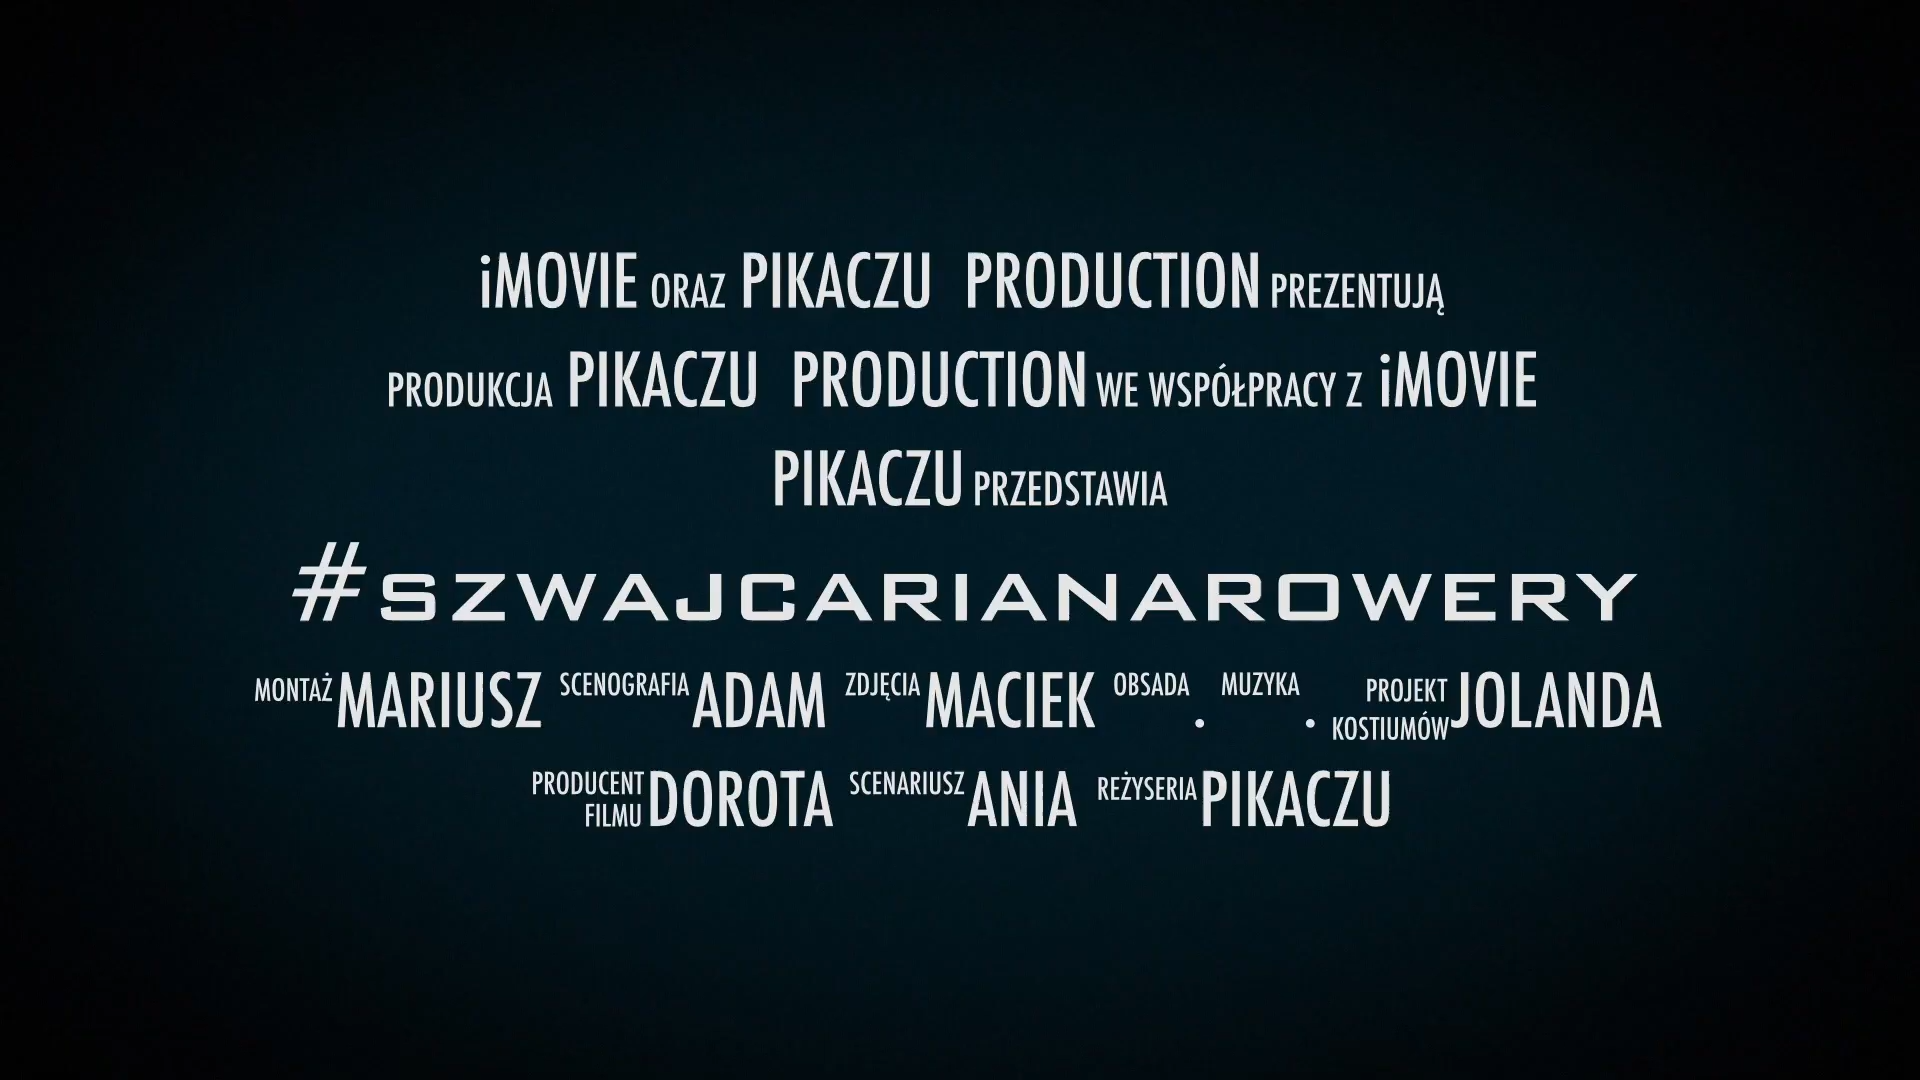 iMOVIE ORAZ PIKACZU PRODUCTION PREZENTUJĄ
PRODUKCJA PIKACZU PRODUCTION WE WSPÓŁPRACY Z iMOVIE
PIKACZU PRZEDSTAWIA
#SZWAJCARIANAROWERY
MONTAŻ MARIUSZ SCENOGRAFIA ADAM ZDJĘCIA MACIEK OBSADA . MUZYKA . PROJEKT KOSTIUMÓW JOLANDA
PRODUCENT FILMU DOROTA SCENARIUSZ ANIA REŻYSERIA PIKACZU